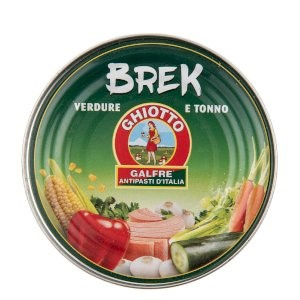 BREK
VERDURE E TONNO
GHIOTTO
GALFRE'
ANTIPASTI D'ITALIA